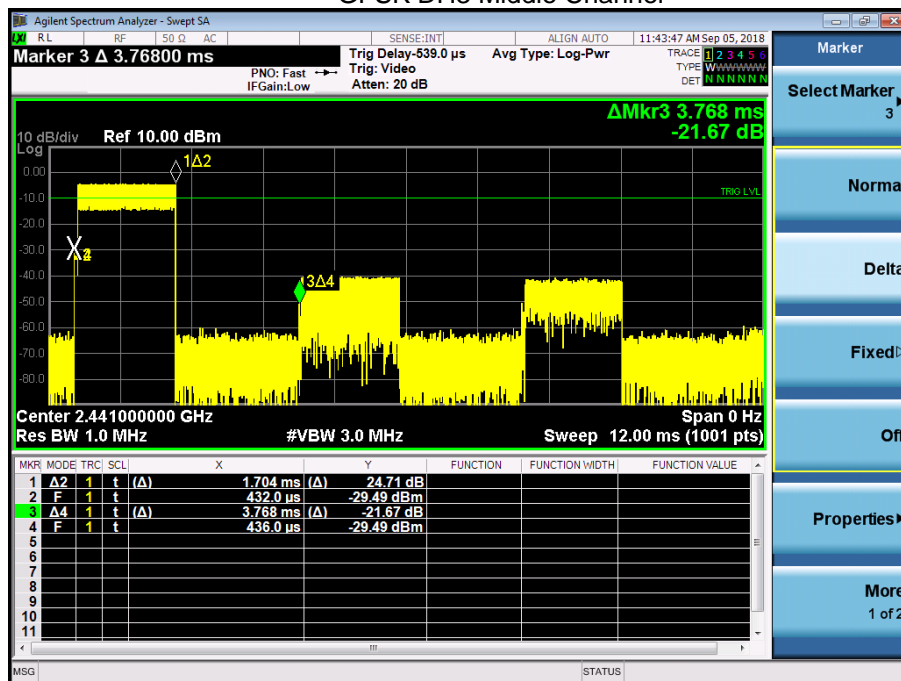 Agilent Spectrum Analyzer - Swept SA
LXI RL RF 50 Ω AC SENSE:INT ALIGN AUTO 11:43:47 AM Sep 05, 2018
Marker 3 Δ 3.76800 ms
PNO: Fast
IFGain:Low
Trig Delay-539.0 µs
Trig: Video
Atten: 20 dB
Avg Type: Log-Pwr
TRACE 1 2 3 4 5 6
TYPE WWWWWW
DET N N N N N N
Marker
Select Marker
3
ΔMkr3 3.768 ms
-21.67 dB
10 dB/div Ref 10.00 dBm
Log
1Δ2
0.00
TRIG LVL
-10.0
-20.0
-30.0
-40.0
3Δ4
-50.0
-60.0
-70.0
-80.0
Center 2.441000000 GHz Span 0 Hz
Res BW 1.0 MHz #VBW 3.0 MHz Sweep 12.00 ms (1001 pts)
MKR MODE TRC SCL X Y FUNCTION FUNCTION WIDTH FUNCTION VALUE
1 Δ2 1 t (Δ) 1.704 ms (Δ) 24.71 dB
2 F 1 t 432.0 µs -29.49 dBm
3 Δ4 1 t (Δ) 3.768 ms (Δ) -21.67 dB
4 F 1 t 436.0 µs -29.49 dBm
5
6
7
8
9
10
11
Norma
Delta
Fixed
Off
Properties
More
1 of 2
MSG STATUS